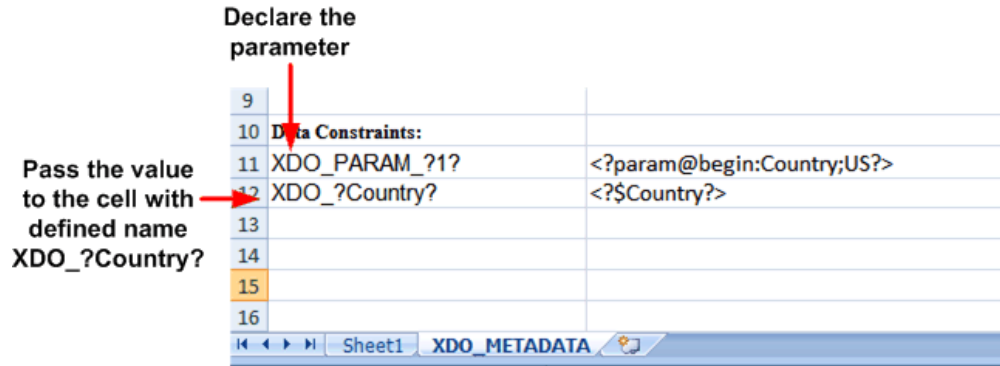 Declare the
parameter
9
10 Data Constraints:
11 XDO_PARAM_?1? <?param@begin:Country;US?>
Pass the value
to the cell with
defined name
XDO_?Country?
12 XDO_?Country? <?$Country?>
13
14
15
16
Sheet1 XDO_METADATA